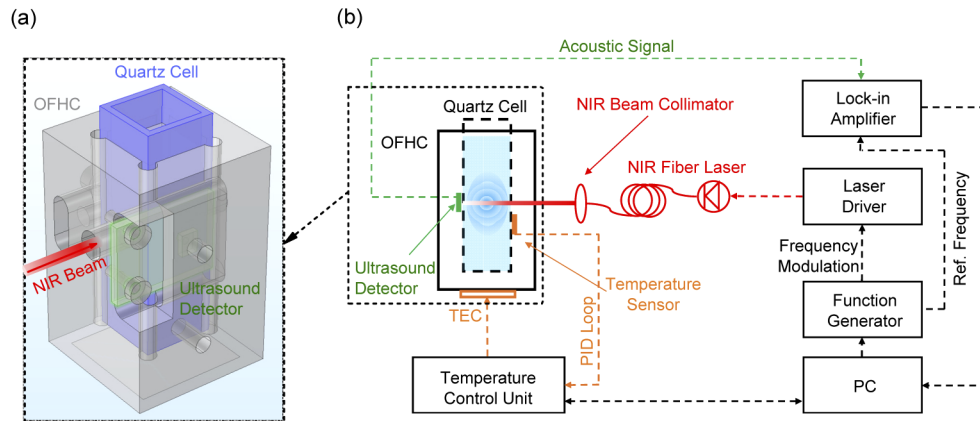 (a)
Quartz Cell
OFHC
NIR Beam
Ultrasound
Detector
(b)
Acoustic Signal
Quartz Cell
OFHC
NIR Beam Collimator
NIR Fiber Laser
Lock-in
Amplifier
Laser
Driver
Frequency
Modulation
Ref. Frequency
Ultrasound
Detector
Temperature
Sensor
TEC
PID Loop
Function
Generator
Temperature
Control Unit
PC